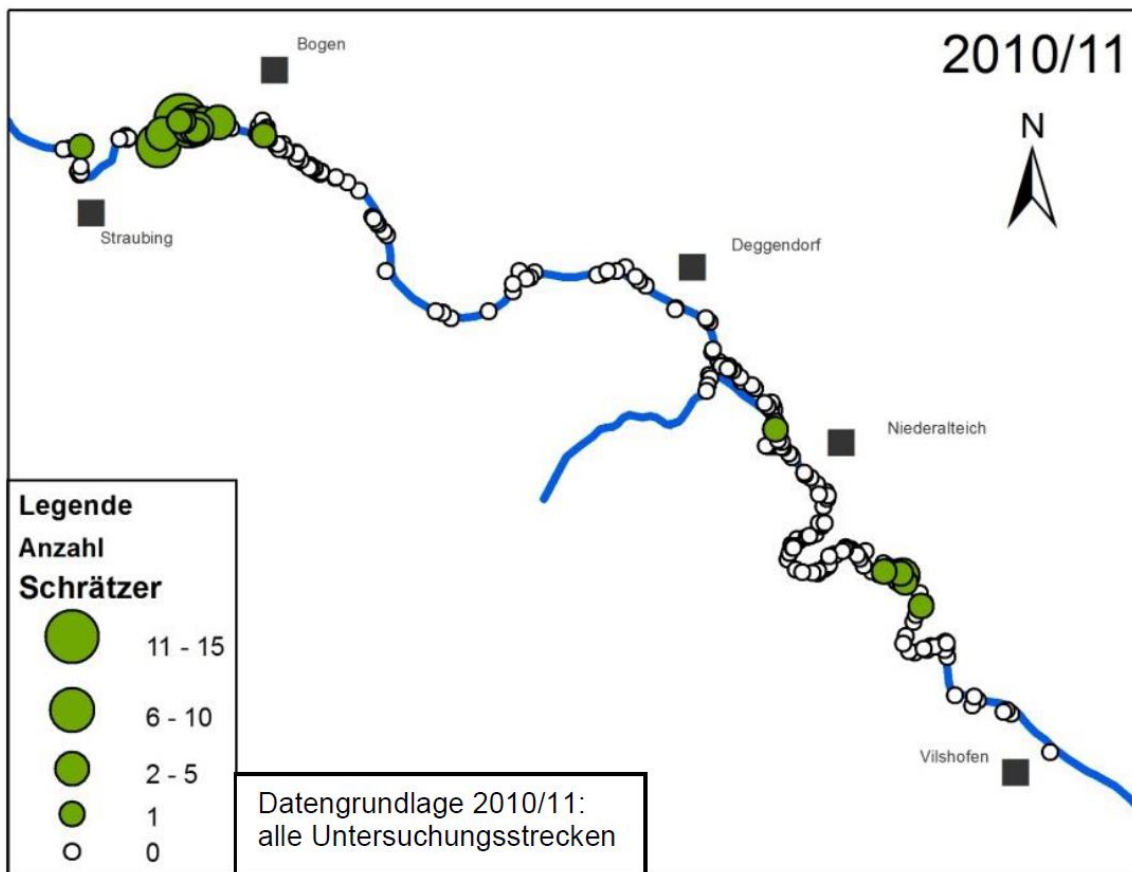 2010/11
N
Bogen
Straubing
Deggendorf
Niederalteich
Vilshofen
Legende
Anzahl
Schrätzer
11 - 15
6 - 10
2 - 5
1
0
Datengrundlage 2010/11:
alle Untersuchungsstrecken